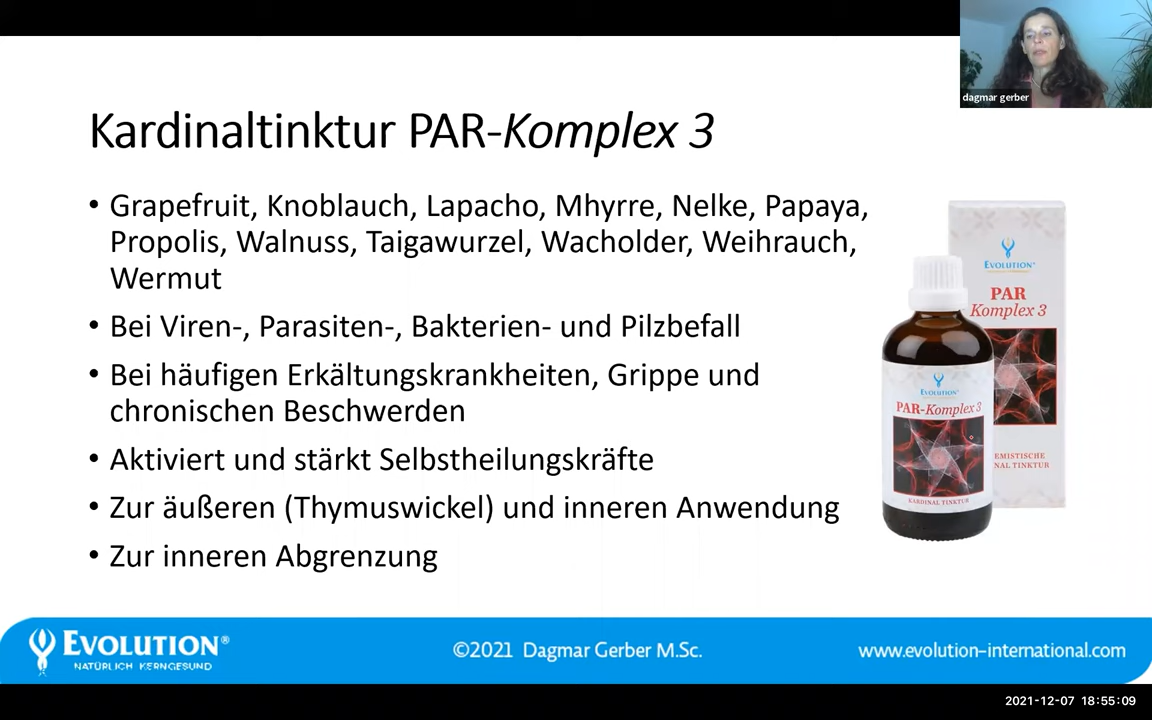 dagmar gerber
Kardinaltinktur PAR-Komplex 3
• Grapefruit, Knoblauch, Lapacho, Mhyrre, Nelke, Papaya,
Propolis, Walnuss, Taigawurzel, Wacholder, Weihrauch,
Wermut
• Bei Viren-, Parasiten-, Bakterien- und Pilzbefall
• Bei häufigen Erkältungskrankheiten, Grippe und
chronischen Beschwerden
• Aktiviert und stärkt Selbstheilungskräfte
• Zur äußeren (Thymuswickel) und inneren Anwendung
• Zur inneren Abgrenzung
EVOLUTION®
PAR
Komplex 3
EMISTISCHE
NAL TINKTUR
EVOLUTION®
PAR-Komplex 3
KARDINAL TINKTUR
EVOLUTION®
NATÜRLICH KERNGESUND
©2021 Dagmar Gerber M.Sc.
www.evolution-international.com
2021-12-07 18:55:09